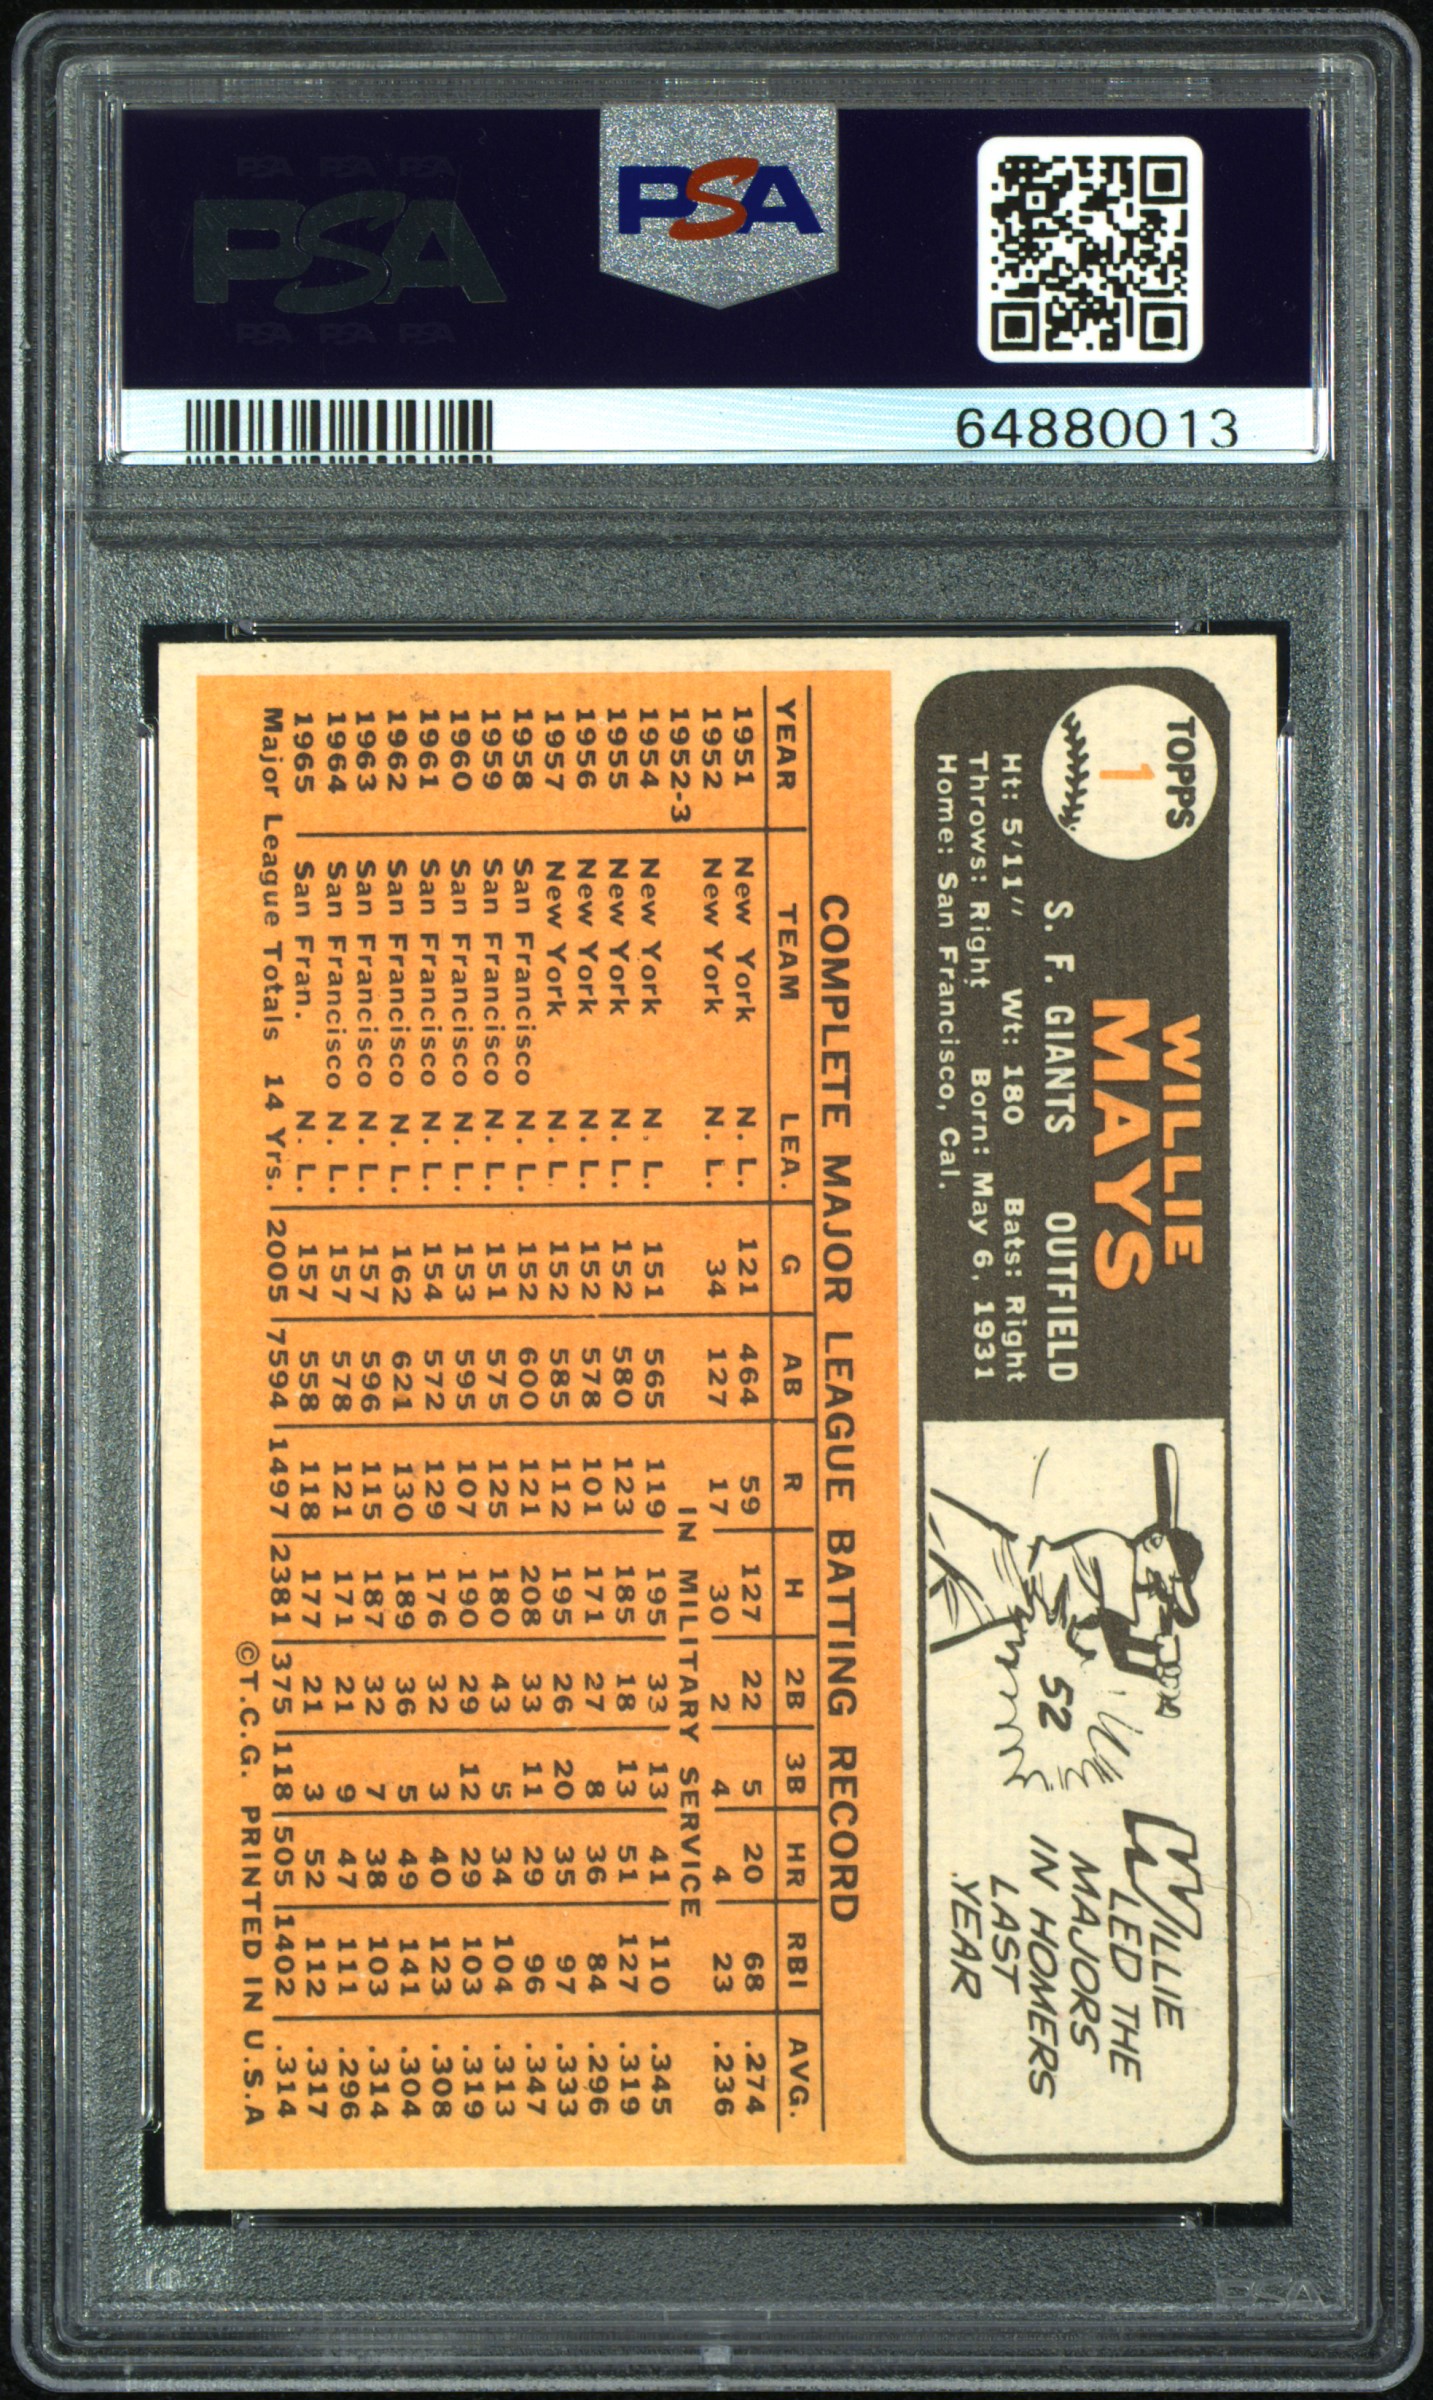 PSA PSA PSA
PSA
PSA PSA PSA
PSA
64880013
TOPPS
1
WILLIE
MAYS
S. F. GIANTS OUTFIELD
Ht: 5'11'' Wt: 180 Bats: Right
Throws: Right Born: May 6, 1931
Home: San Francisco, Cal.
52
WILLIE
LED THE
MAJORS
IN HOMERS
LAST
YEAR
COMPLETE MAJOR LEAGUE BATTING RECORD
YEAR TEAM LEA. G AB R H 2B 3B HR RBI AVG.
1951 New York N. L. 121 464 59 127 22 5 20 68 .274
1952 New York N. L. 34 127 17 30 2 4 4 23 .236
1952-3 IN MILITARY SERVICE
1954 New York N. L. 151 565 119 195 33 13 41 110 .345
1955 New York N. L. 152 580 123 185 18 13 51 127 .319
1956 New York N. L. 152 578 101 171 27 8 36 84 .296
1957 New York N. L. 152 585 112 195 26 20 35 97 .333
1958 San Francisco N. L. 152 600 121 208 33 11 29 96 .347
1959 San Francisco N. L. 151 575 125 180 43 5 34 104 .313
1960 San Francisco N. L. 153 595 107 190 29 12 29 103 .319
1961 San Francisco N. L. 154 572 129 176 32 3 40 123 .308
1962 San Francisco N. L. 162 621 130 189 36 5 49 141 .304
1963 San Francisco N. L. 157 596 115 187 32 7 38 103 .314
1964 San Francisco N. L. 157 578 121 171 21 9 47 111 .296
1965 San Fran. N. L. 157 558 118 177 21 3 52 112 .317
Major League Totals 14 Yrs. 2005 7594 1497 2381 375 118 505 1402 .314
©T.C.G. PRINTED IN U.S.A
PSA